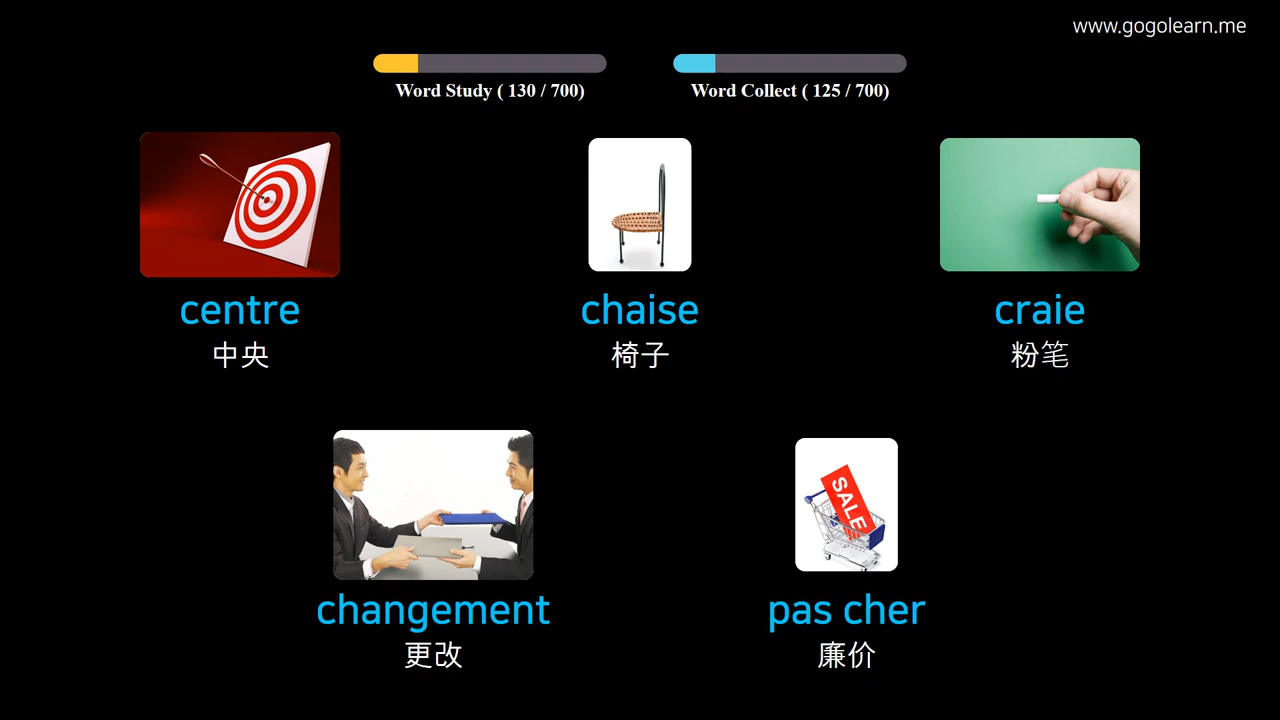 www.gogolearn.me
Word Study ( 130 / 700)
Word Collect ( 125 / 700)
centre
chaise
craie
中央
椅子
粉笔
SALE
changement
pas cher
更改
廉价